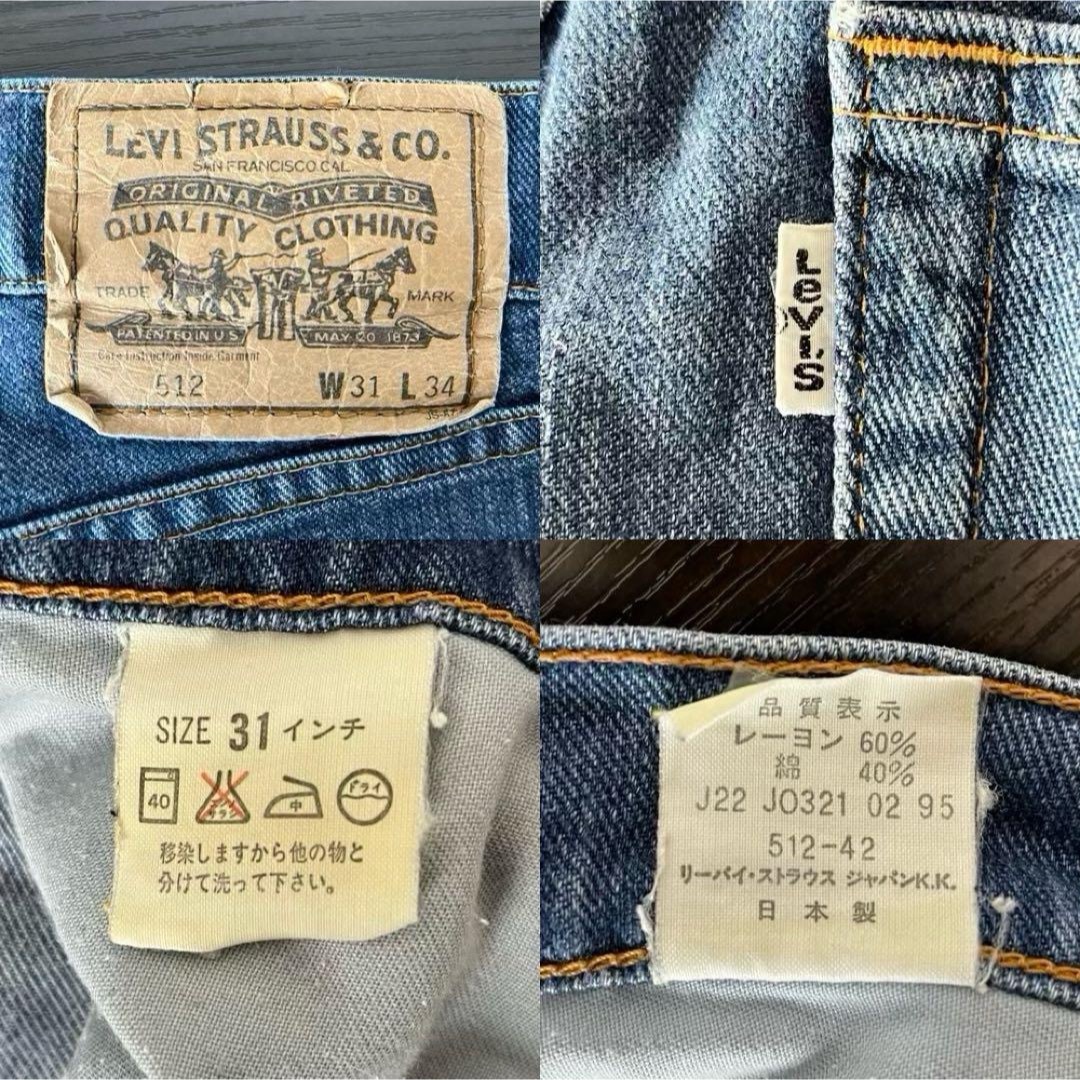 LEVI STRAUSS & CO.
SAN FRANCISCO, CAL
ORIGINAL RIVETED
QUALITY CLOTHING
TRADE MARK
PATENTED IN U S MAY 20 1873
Care Instruction Inside Garment
512 W31 L34
LeVI'S
SIZE 31 インチ
40 中 ドライ
移染しますから他の物と
分けて洗って下さい。
品質表示
レーヨン 60%
綿 40%
J22 J0321 02 95
512-42
リーバイ・ストラウス ジャパンK.K.
日本製